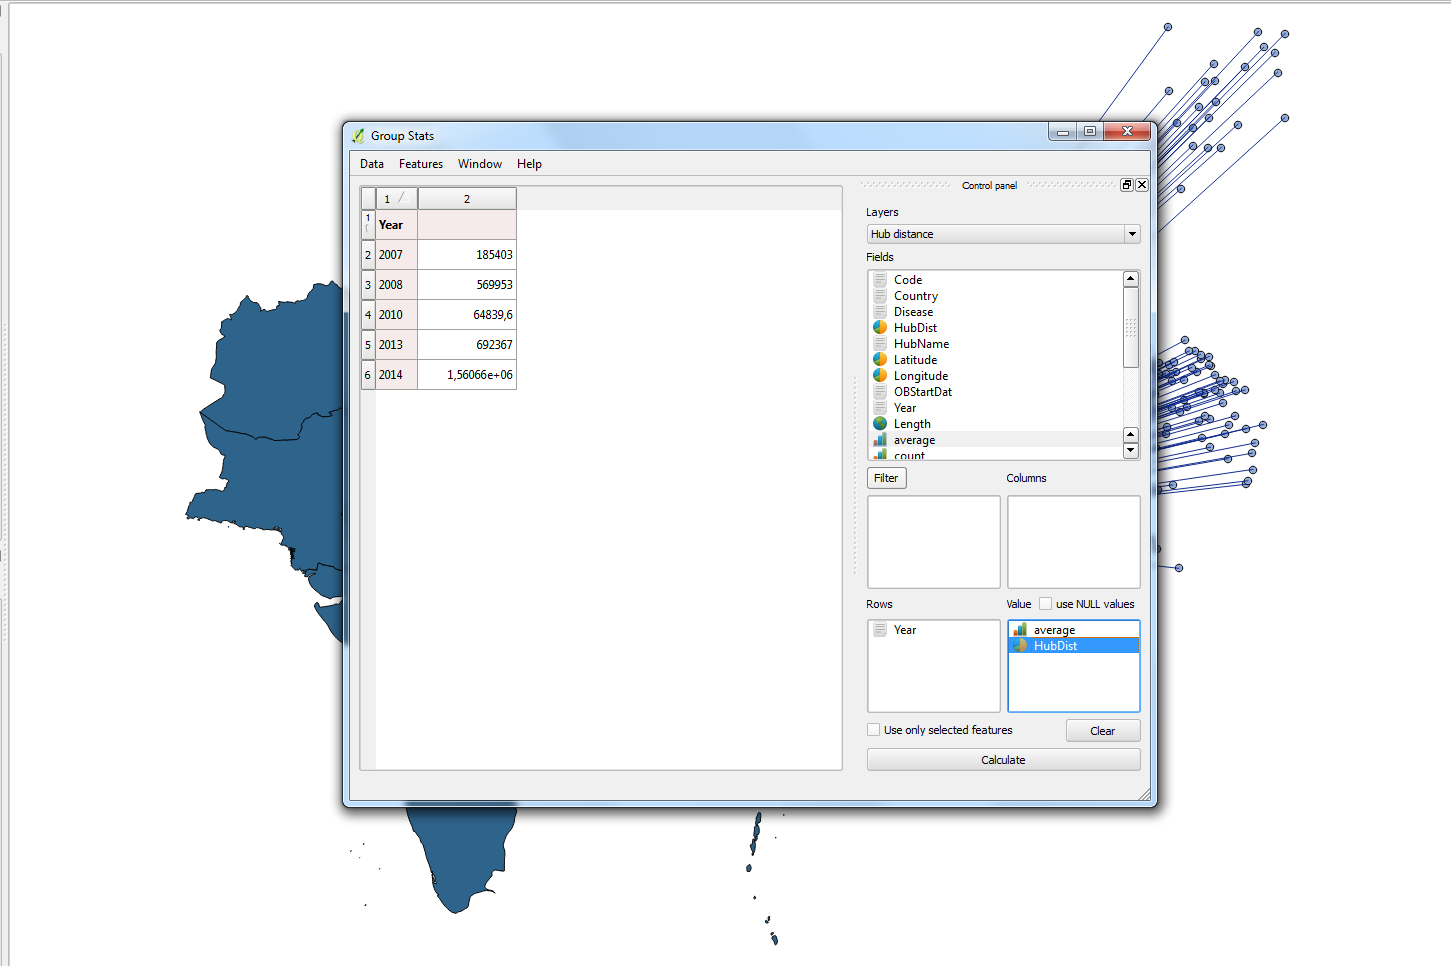 Group Stats
Data Features Window Help
1 2
1 Year
2 2007 185403
3 2008 569953
4 2010 64839,6
5 2013 692367
6 2014 1,56066e+06
Control panel
Layers
Hub distance
Fields
Code
Country
Disease
HubDist
HubName
Latitude
Longitude
OBStartDat
Year
Length
average
count
Filter Columns
Rows Value use NULL values
Year average
HubDist
Use only selected features Clear
Calculate